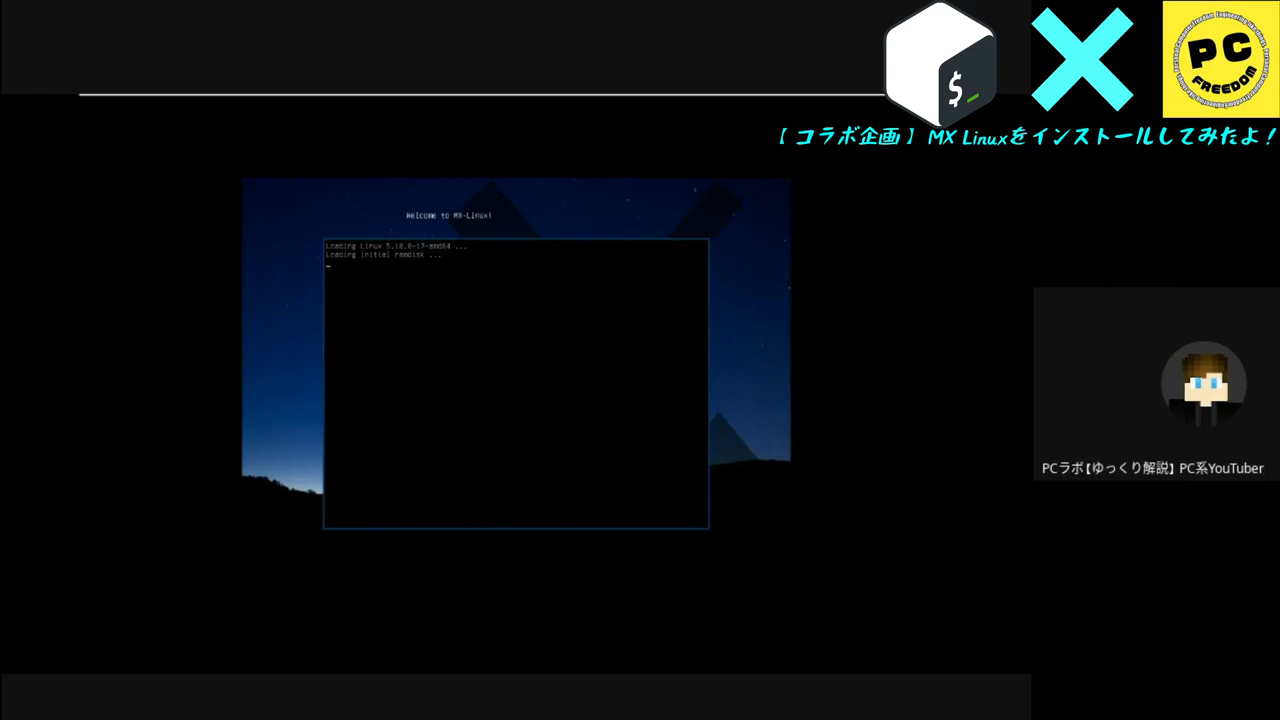 $_
PC
FREEDOM
【コラボ企画】MX Linuxをインストールしてみたよ！
Welcome to MX-Linux!
Loading Linux 5.10.0-17-amd64 ...
Loading initial ramdisk ...
PCラボ【ゆっくり解説】PC系YouTuber